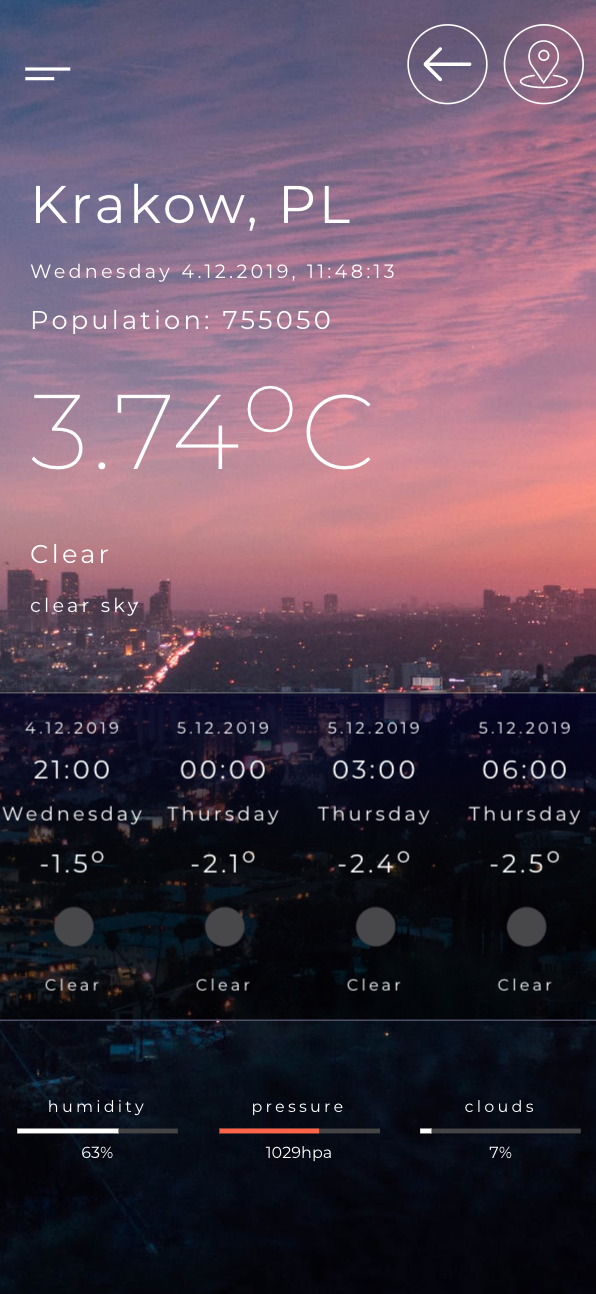 Krakow, PL
Wednesday 4.12.2019, 11:48:13
Population: 755050
3.74°C
Clear
clear sky
4.12.2019 5.12.2019 5.12.2019 5.12.2019
21:00 00:00 03:00 06:00
Wednesday Thursday Thursday Thursday
-1.5° -2.1° -2.4° -2.5°
Clear Clear Clear Clear
humidity pressure clouds
63% 1029hpa 7%